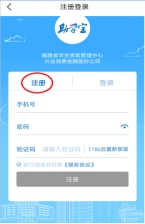 注册登录
助学宝
福建省学生资助管理中心
兴业消费金融股份公司
注册
登录
手机号
密码
验证码 请输入验证码 118s后重新获取
我已阅读并同意《服务协议》
注册